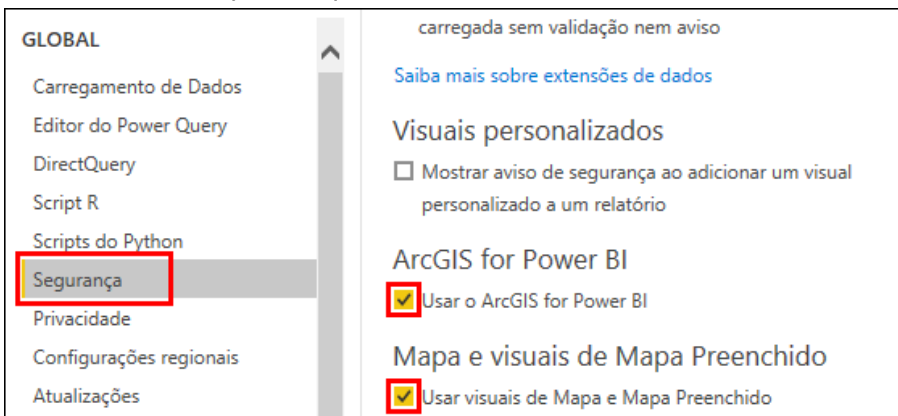 GLOBAL
Carregamento de Dados
Editor do Power Query
DirectQuery
Script R
Scripts do Python
Segurança
Privacidade
Configurações regionais
Atualizações
carregada sem validação nem aviso
Saiba mais sobre extensões de dados
Visuais personalizados
Mostrar aviso de segurança ao adicionar um visual
personalizado a um relatório
ArcGIS for Power BI
Usar o ArcGIS for Power BI
Mapa e visuais de Mapa Preenchido
Usar visuais de Mapa e Mapa Preenchido